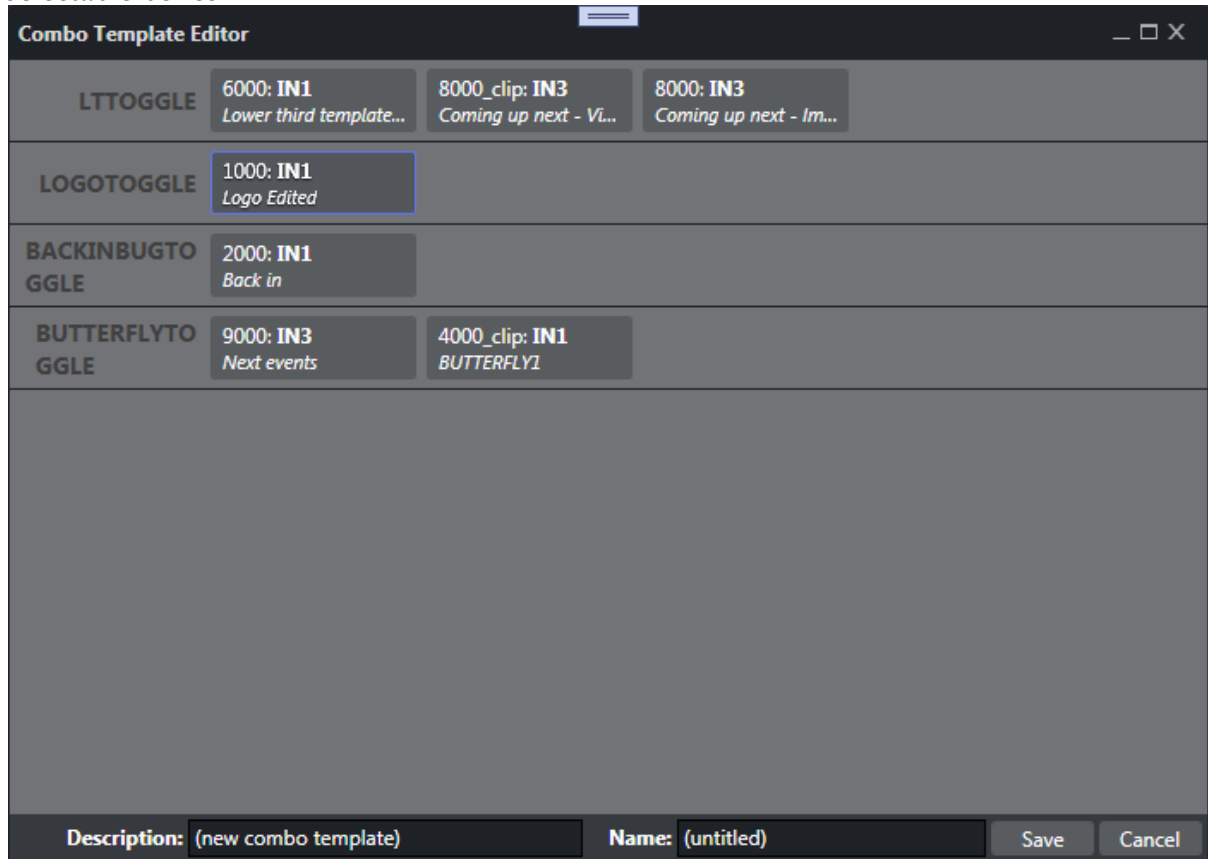 Combo Template Editor
LTTOGGLE
6000: IN1
Lower third template...
8000_clip: IN3
Coming up next - Vi...
8000: IN3
Coming up next - Im...
LOGOTOGGLE
1000: IN1
Logo Edited
BACKINBUGTO
GGLE
2000: IN1
Back in
BUTTERFLYTO
GGLE
9000: IN3
Next events
4000_clip: IN1
BUTTERFLY1
Description: (new combo template) Name: (untitled) Save Cancel